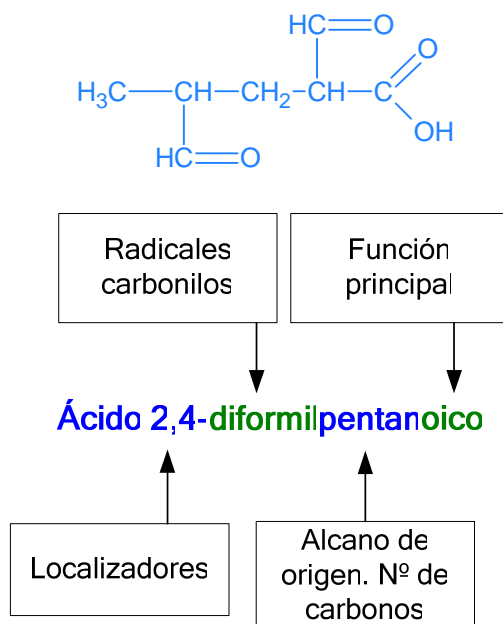 HC=O
O
H₃C—CH—CH₂—CH—C
OH
HC=O
Radicales
carbonilos
Función
principal
Ácido 2,4-diformilpentanoico
Localizadores
Alcano de
origen. Nº de
carbonos